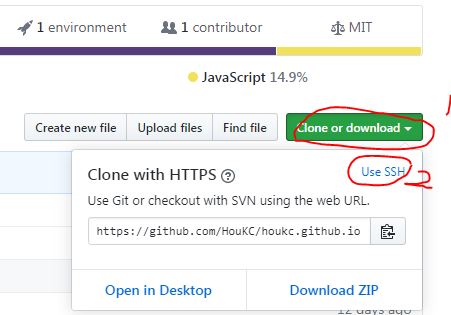 1 environment 1 contributor MIT
JavaScript 14.9%
Create new file Upload files Find file Clone or download
1
Clone with HTTPS ? Use SSH
2
Use Git or checkout with SVN using the web URL.
https://github.com/HouKC/houkc.github.io
Open in Desktop Download ZIP
12 days ago